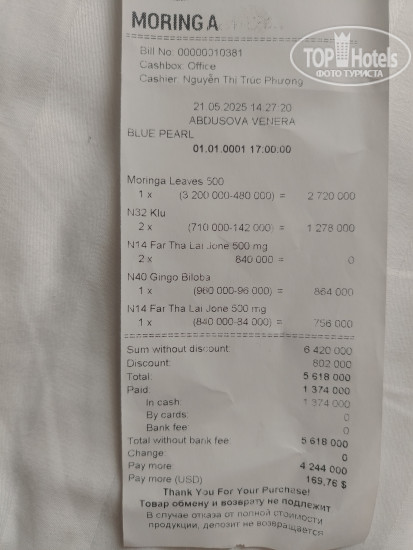 MORINGA
Bill No: 00000010381
Cashbox: Office
Cashier: Nguyễn Thị Trúc Phượng
21.05.2025 14:27:20
ABDUSOVA VENERA
BLUE PEARL
01.01.0001 17:00:00
Moringa Leaves 500
1 x (3 200 000-480 000) = 2 720 000
N32 Klu
2 x (710 000-142 000) = 1 278 000
N14 Far Tha Lai Jone 500 mg
2 x 840 000 = 0
N40 Gingo Biloba
1 x (960 000-96 000) = 864 000
N14 Far Tha Lai Jone 500 mg
1 x (840 000-84 000) = 756 000
Sum without discount: 6 420 000
Discount: 802 000
Total: 5 618 000
Paid: 1 374 000
In cash: 1 374 000
By cards: 0
Bank fee: 0
Total without bank fee: 5 618 000
Change: 0
Pay more: 4 244 000
Pay more (USD) 169,76 $
Thank You For Your Purchase!
Товар обмену и возврату не подлежит
В случае отказа от полной стоимости
продукции, депозит не возвращается
TOP Hotels
ФОТО ТУРИСТА